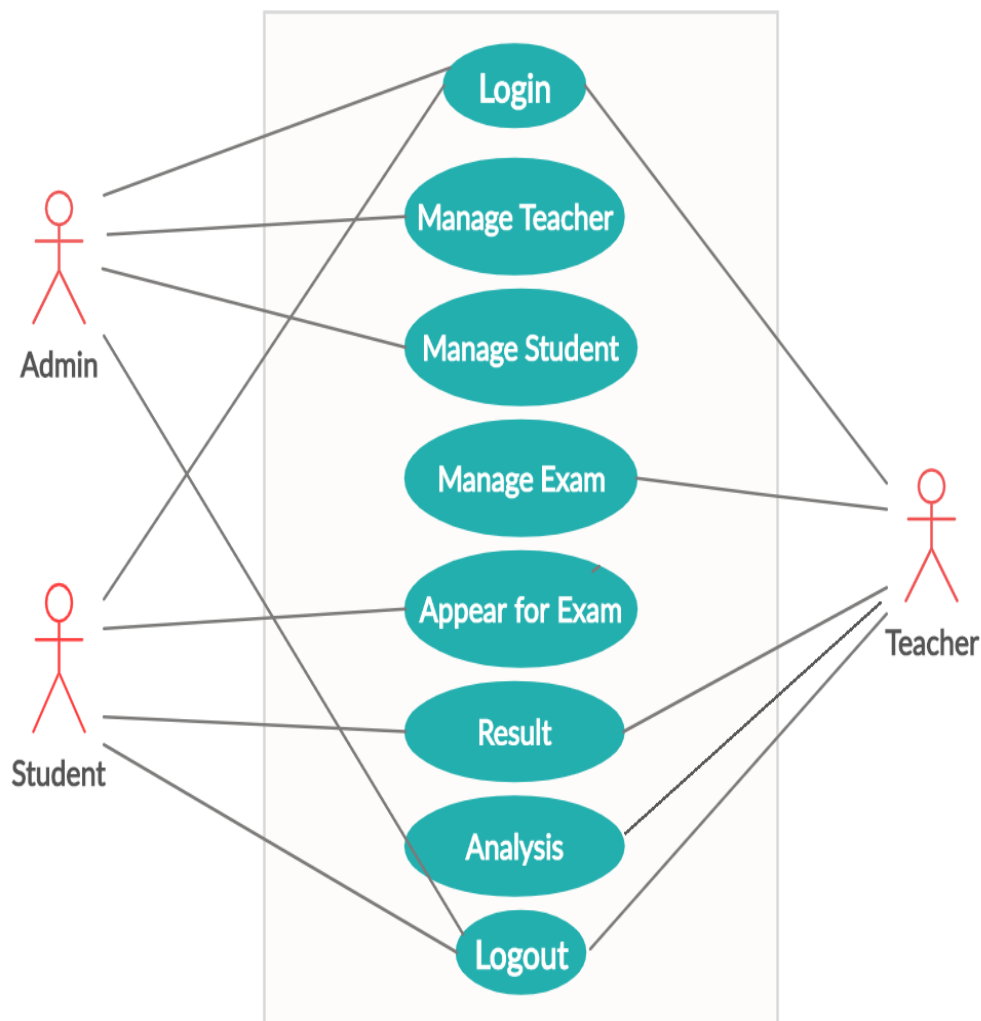 Login
Manage Teacher
Manage Student
Admin
Manage Exam
Appear for Exam
Teacher
Result
Student
Analysis
Logout